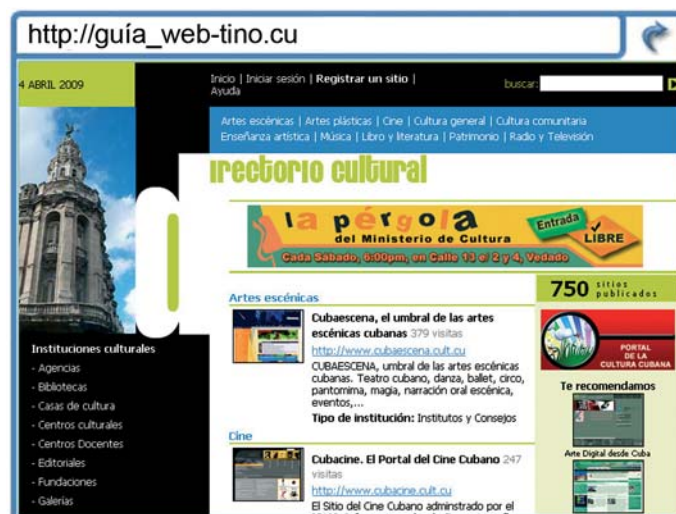 http://guía_web-tino.cu
4 ABRIL 2009
Inicio | Iniciar sesión | Registrar un sitio |
Ayuda
buscar:
Artes escénicas | Artes plásticas | Cine | Cultura general | Cultura comunitaria
Enseñanza artística | Música | Libro y literatura | Patrimonio | Radio y Televisión
directorio cultural
la pérgola
del Ministerio de Cultura
Entrada
LIBRE
Cada Sábado, 6:00pm, en Calle 13 e/ 2 y 4, Vedado
750 sitios
publicados
Artes escénicas
Cubaescena, el umbral de las artes
escénicas cubanas 379 visitas
http://www.cubaescena.cult.cu
CUBAESCENA, umbral de las artes escénicas
cubanas. Teatro cubano, danza, ballet, circo,
pantomima, magia, narración oral escénica,
eventos,...
Tipo de institución: Institutos y Consejos
Cine
Cubacine. El Portal del Cine Cubano 247
visitas
http://www.cubacine.cult.cu
El Sitio del Cine Cubano adminstrado por el
Instituciones culturales
- Agencias
- Bibliotecas
- Casas de cultura
- Centros culturales
- Centros Docentes
- Editoriales
- Fundaciones
- Galerias
PORTAL
DE LA
CULTURA CUBANA
Te recomendamos
Arte Digital desde Cuba